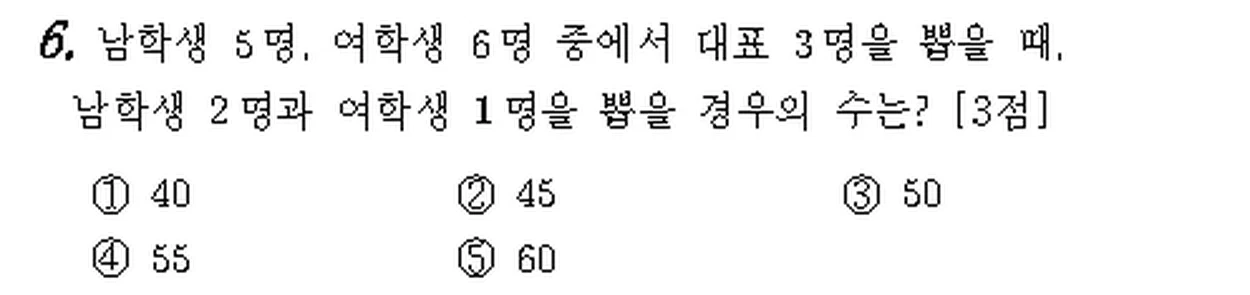 6. 남학생 5명, 여학생 6명 중에서 대표 3명을 뽑을 때,
남학생 2명과 여학생 1명을 뽑을 경우의 수는? [3점]
① 40 ② 45 ③ 50
④ 55 ⑤ 60